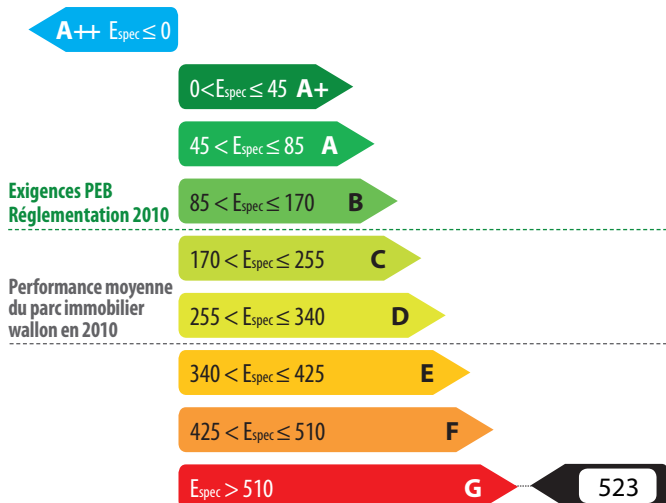 A++ Espec ≤ 0
0 < Espec ≤ 45 A+
45 < Espec ≤ 85 A
Exigences PEB
Réglementation 2010
85 < Espec ≤ 170 B
170 < Espec ≤ 255 C
Performance moyenne
du parc immobilier
wallon en 2010
255 < Espec ≤ 340 D
340 < Espec ≤ 425 E
425 < Espec ≤ 510 F
Espec > 510 G
523